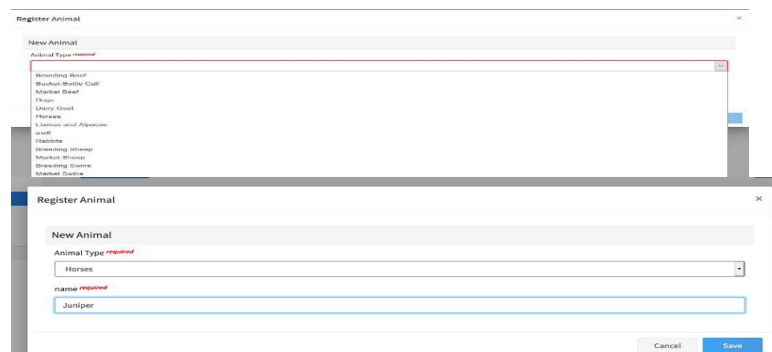 Register Animal ×
New Animal
Animal Type required
Breeding Beef
Bucket-Bottle Calf
Market Beef
Dogs
Dairy Goat
Horses
Llamas and Alpacas
asdf
Rabbits
Breeding Sheep
Market Sheep
Breeding Swine
Market Swine
Register Animal ×
New Animal
Animal Type required
Horses
name required
Juniper
Cancel Save